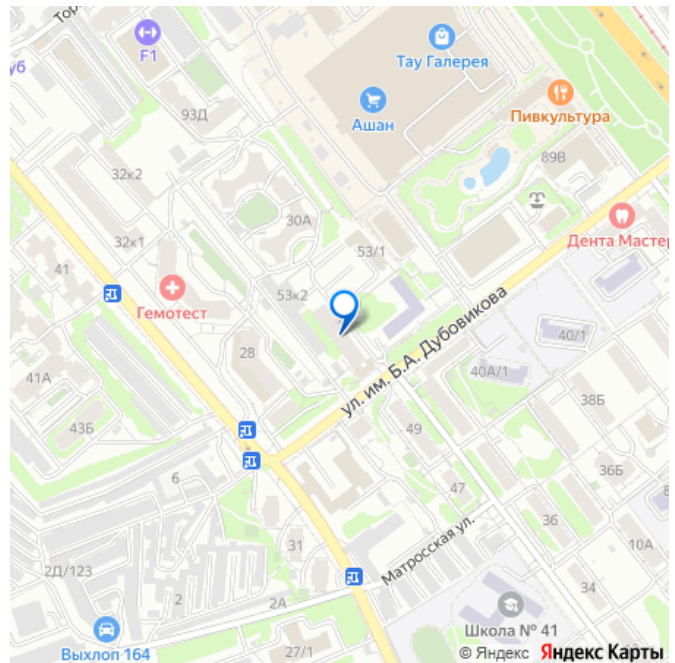 Тор
уб
F1
Тау Галерея
Ашан
Пивкультура
93Д
89В
32к2
30А
Дента Мастер
32к1
53/1
41
53к2
Гемотест
ул. им. Б.А. Дубовикова
40/1
28
40А/1
41А
38Б
43Б
49
36Б
6
47
36
31
Матросская ул.
10А
2Д/123
34
2
2А
Школа № 41
Выхлоп 164
27/1
© Яндекс Яндекс Карты